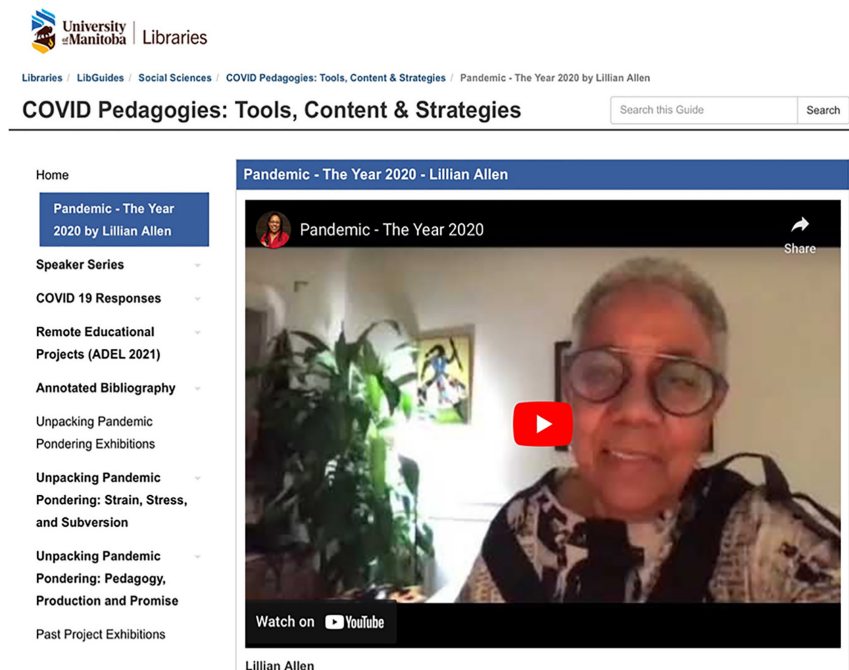 University
of Manitoba
Libraries
Libraries / LibGuides / Social Sciences / COVID Pedagogies: Tools, Content & Strategies / Pandemic - The Year 2020 by Lillian Allen
COVID Pedagogies: Tools, Content & Strategies
Search this Guide
Search
Home
Pandemic - The Year
2020 by Lillian Allen
Speaker Series
COVID 19 Responses
Remote Educational
Projects (ADEL 2021)
Annotated Bibliography
Unpacking Pandemic
Pondering Exhibitions
Unpacking Pandemic
Pondering: Strain, Stress,
and Subversion
Unpacking Pandemic
Pondering: Pedagogy,
Production and Promise
Past Project Exhibitions
Pandemic - The Year 2020 - Lillian Allen
Pandemic - The Year 2020
Share
Watch on YouTube
Lillian Allen